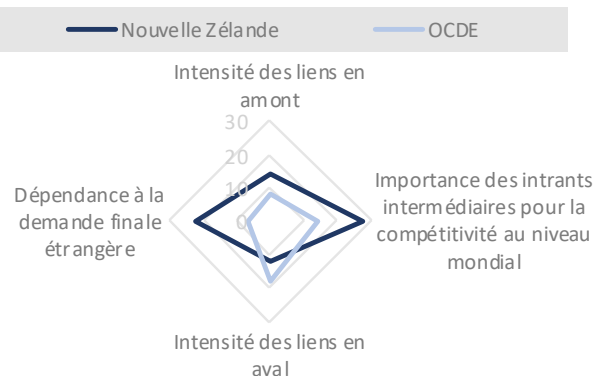 Nouvelle Zélande
OCDE
Intensité des liens en
amont
30
20
10
0
Importance des intrants
intermédiaires pour la
compétitivité au niveau
mondial
Dépendance à la
demande finale
étrangère
Intensité des liens en
aval